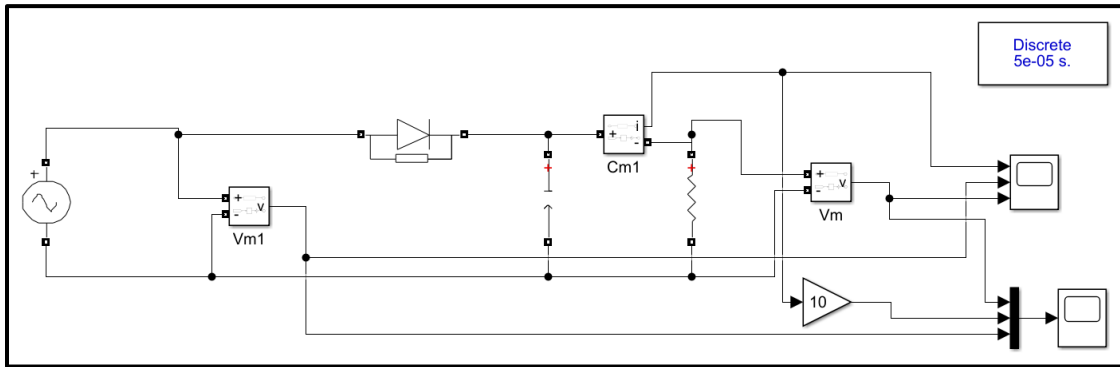 Discrete
5e-05 s.
+
i
+
-
Cm1
+
+
+
v
-
Vm
+
v
-
Vm1
10